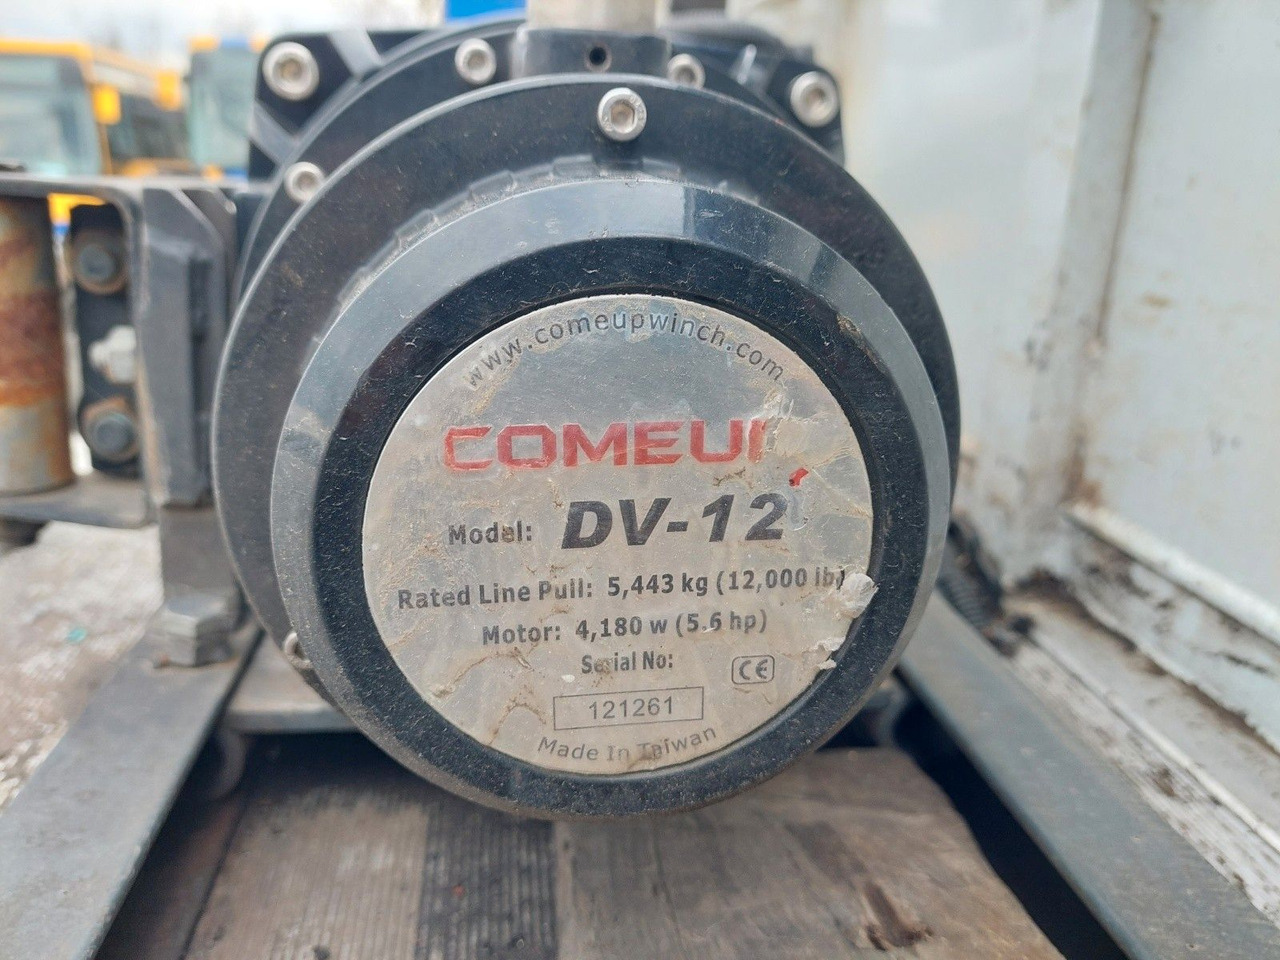 www.comeupwinch.com
COMEU
Model: DV-12
Rated Line Pull: 5,443 kg (12,000 lb)
Motor: 4,180 w (5.6 hp)
Serial No:
CE
121261
Made In Taiwan